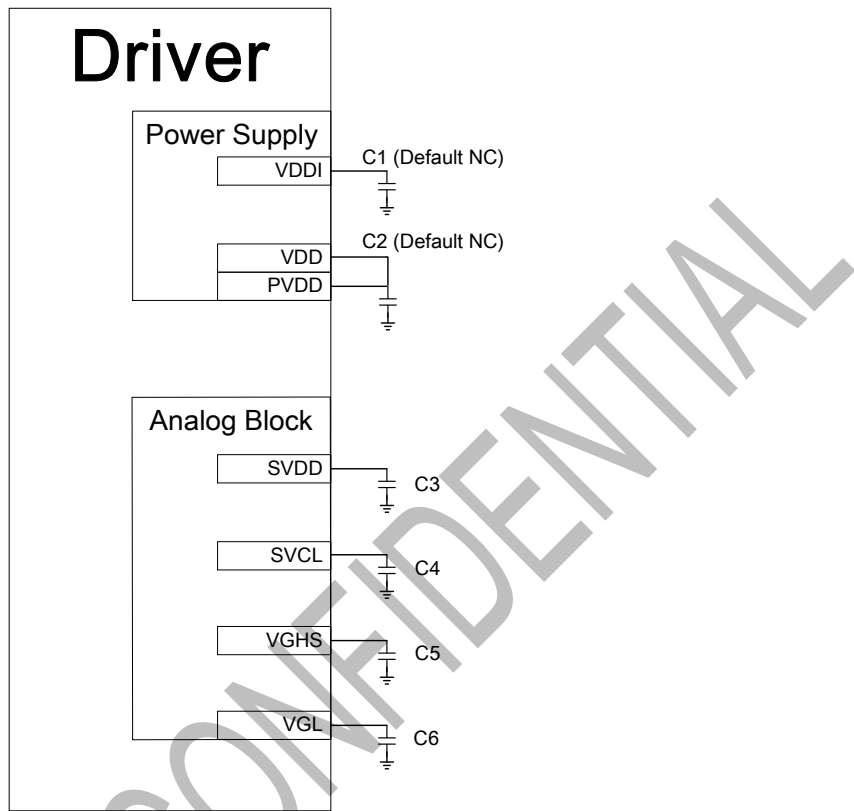 Driver
Power Supply
VDDI
C1 (Default NC)
VDD
C2 (Default NC)
PVDD
Analog Block
SVDD
C3
SVCL
C4
VGHS
C5
VGL
C6
CONFIDENTIAL